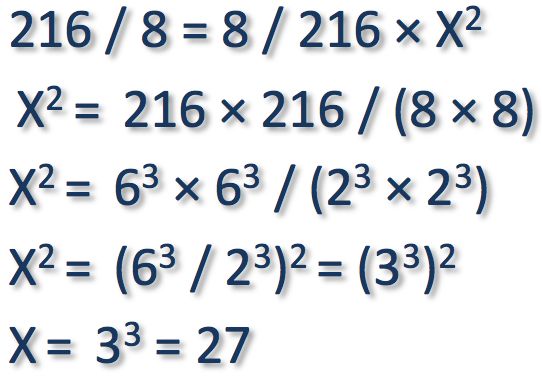 216 / 8 = 8 / 216 × X²
X² = 216 × 216 / (8 × 8)
X² = 6³ × 6³ / (2³ × 2³)
X² = (6³ / 2³)² = (3³)²
X = 3³ = 27